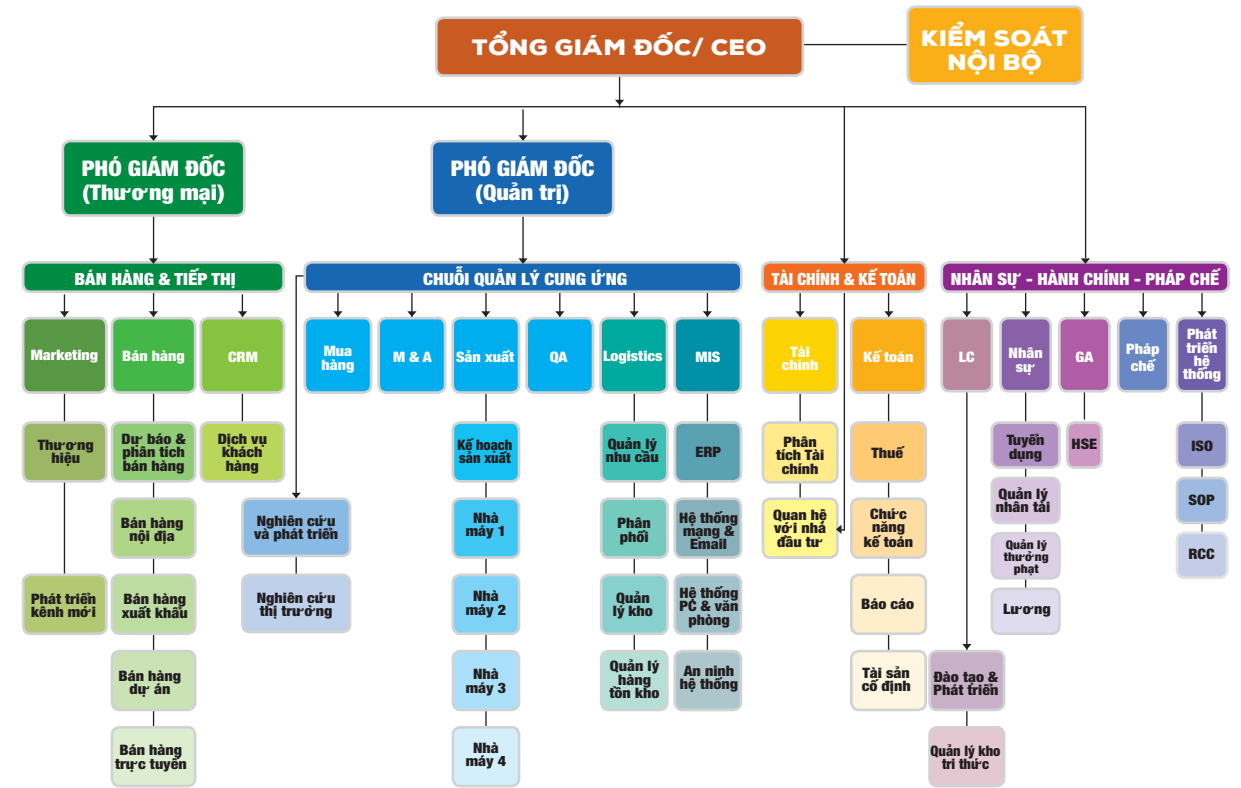 TỔNG GIÁM ĐỐC/ CEO
KIỂM SOÁT
NỘI BỘ
PHÓ GIÁM ĐỐC
(Thương mại)
PHÓ GIÁM ĐỐC
(Quản trị)
BÁN HÀNG & TIẾP THỊ
CHUỖI QUẢN LÝ CUNG ỨNG
TÀI CHÍNH & KẾ TOÁN
NHÂN SỰ - HÀNH CHÍNH - PHÁP CHẾ
Marketing
Bán hàng
CRM
Mua
hàng
M & A
Sản xuất
QA
Logistics
MIS
Tài
chính
Kế toán
LC
Nhân
sự
GA
Pháp
chế
Phát
triển
hệ
thống
Thương
hiệu
Dự báo &
phân tích
bán hàng
Dịch vụ
khách
hàng
Kế hoạch
sản xuất
Quản lý
nhu cầu
ERP
Phân
tích Tài
chính
Thuế
Tuyển
dụng
HSE
ISO
Bán hàng
nội địa
Nghiên cứu
và phát triển
Nhà
máy 1
Phân
phối
Hệ thống
mạng &
Email
Quan hệ
với nhá
đầu tư
Chức
năng
kế toán
Quản lý
nhân tài
SOP
Quản lý
thưởng
phạt
RCC
Phát triển
kênh mới
Bán hàng
xuất khẩu
Nghiên cứu
thị trường
Nhà
máy 2
Quản
lý kho
Hệ thống
PC & văn
phòng
Báo cáo
Lương
Bán hàng
dự án
Nhà
máy 3
Quản lý
hàng
tồn kho
An ninh
hệ thống
Tài sản
cố định
Đào tạo &
Phát triển
Bán hàng
trực tuyến
Nhà
máy 4
Quản lý kho
tri thức